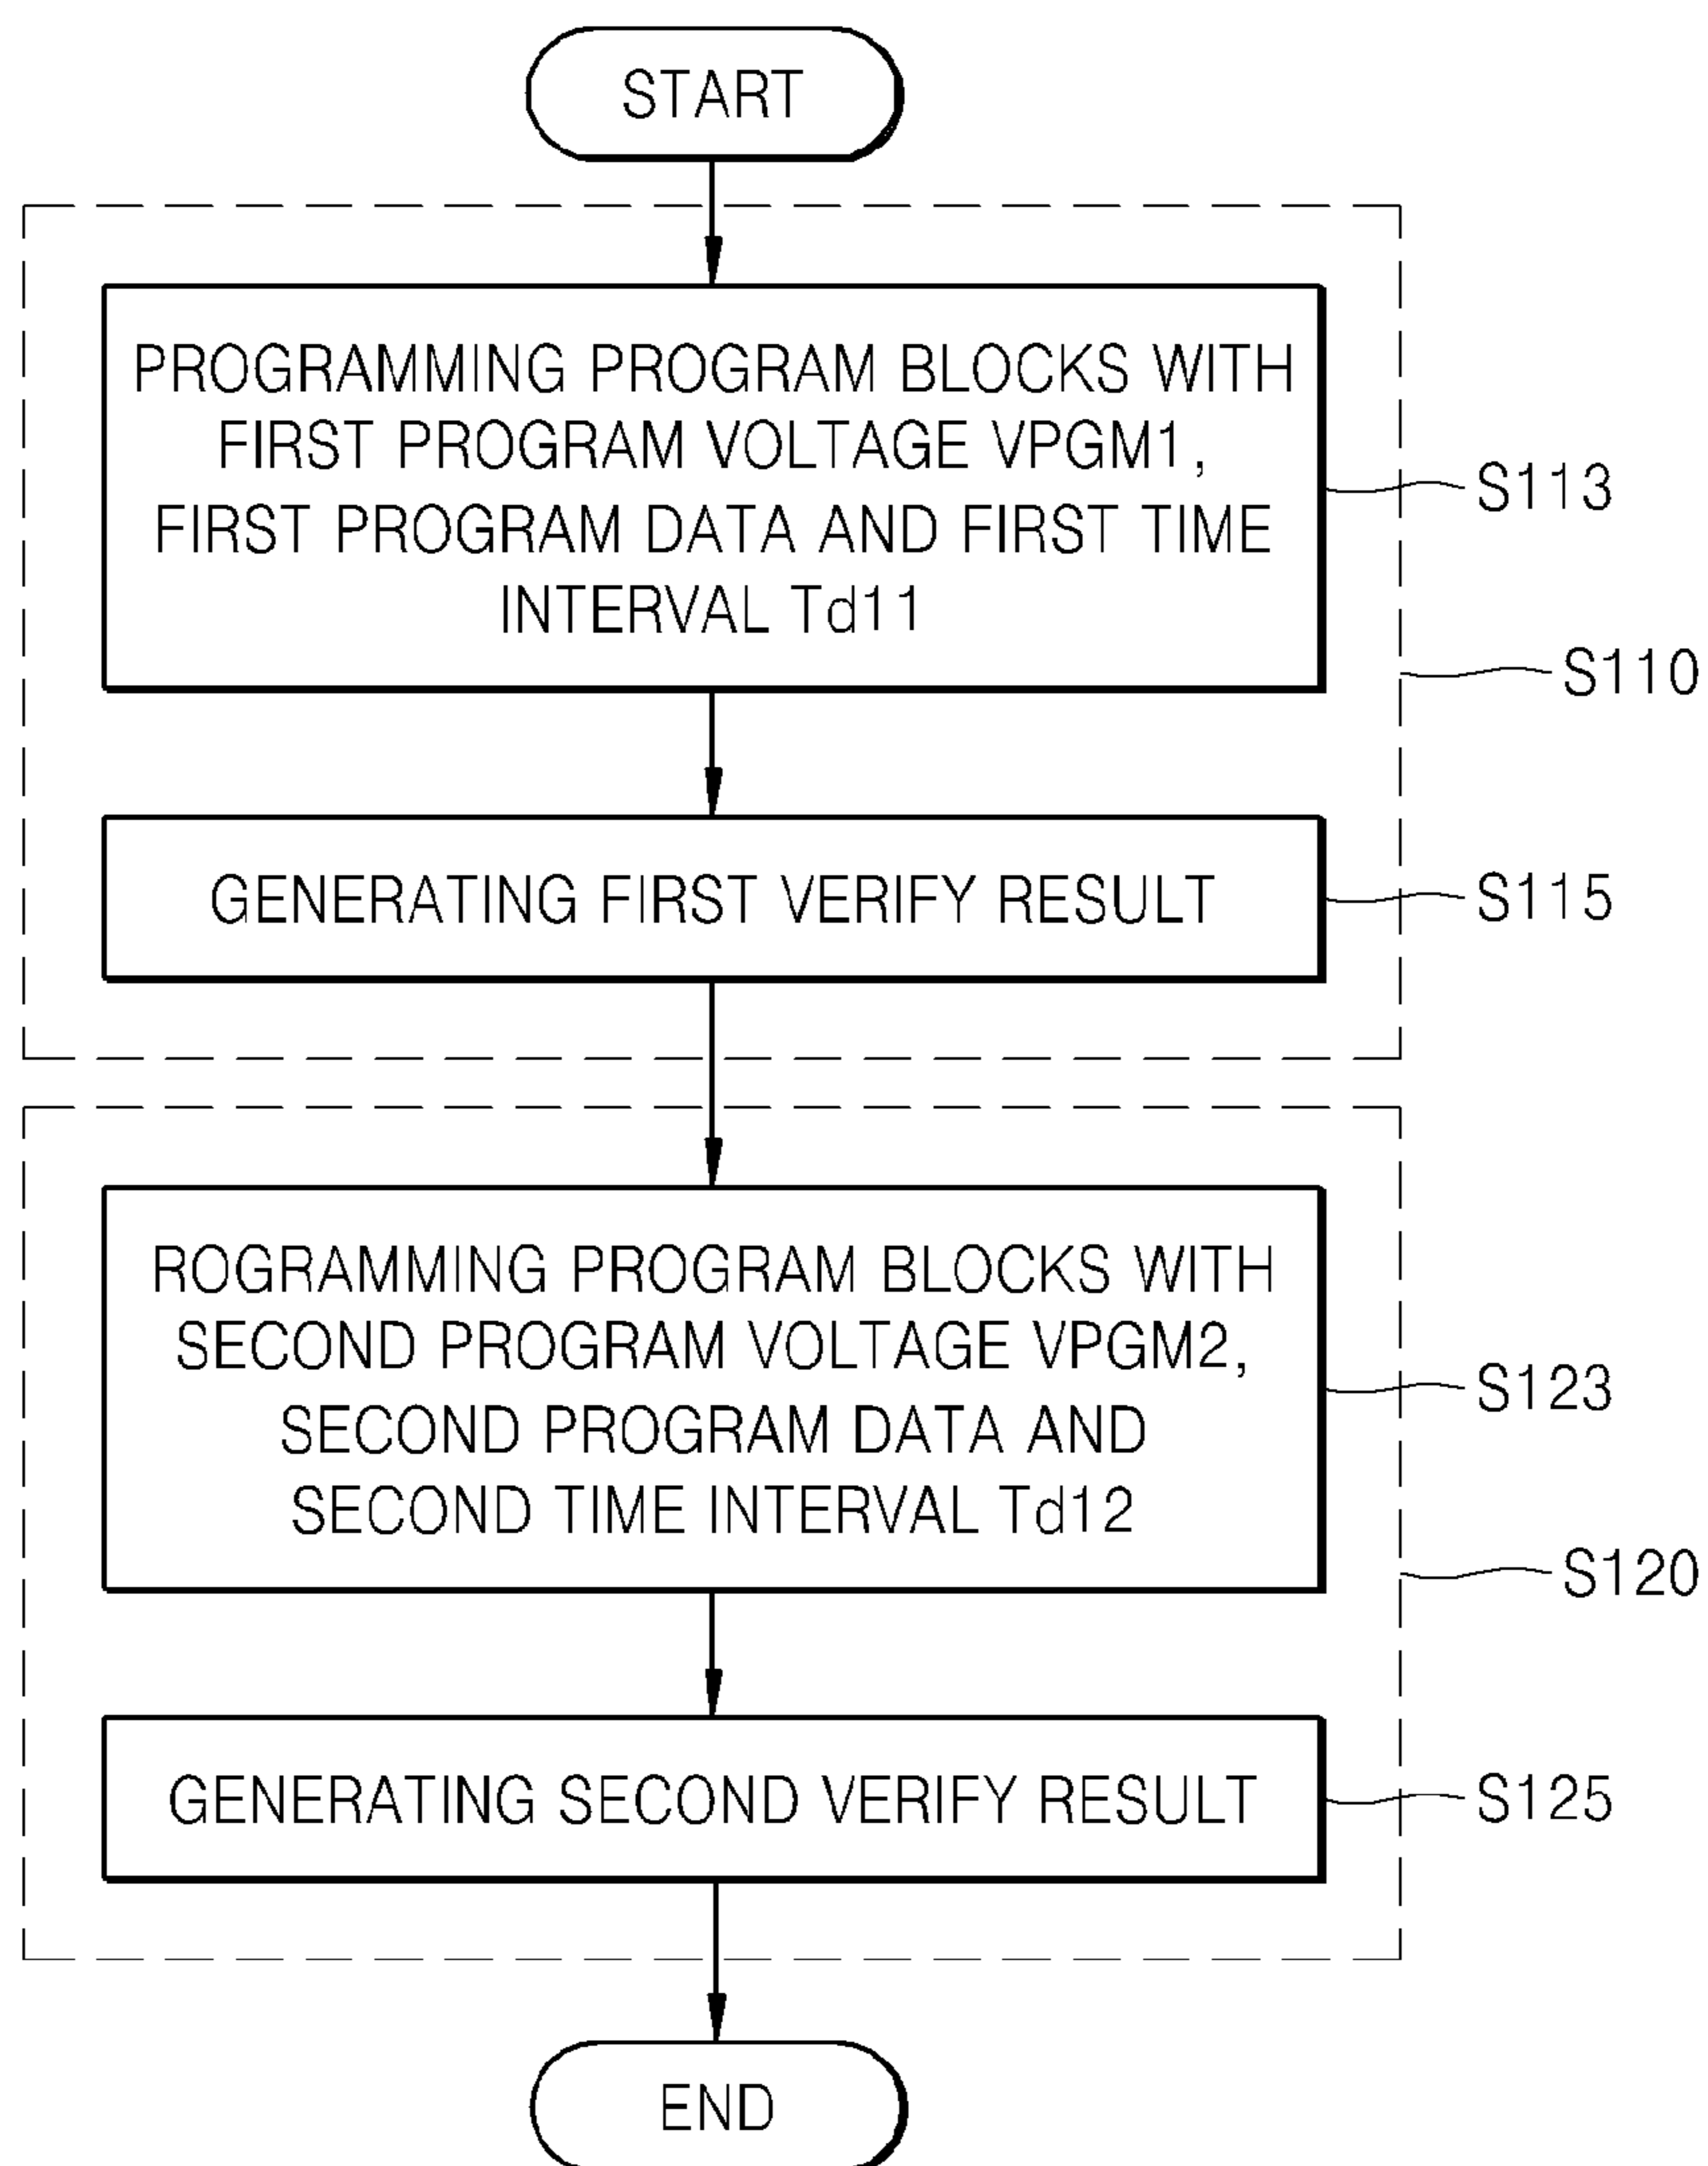 START
PROGRAMMING PROGRAM BLOCKS WITH
FIRST PROGRAM VOLTAGE VPGM1,
FIRST PROGRAM DATA AND FIRST TIME
INTERVAL Td11
S113
S110
GENERATING FIRST VERIFY RESULT
S115
ROGRAMMING PROGRAM BLOCKS WITH
SECOND PROGRAM VOLTAGE VPGM2,
SECOND PROGRAM DATA AND
SECOND TIME INTERVAL Td12
S123
S120
GENERATING SECOND VERIFY RESULT
S125
END